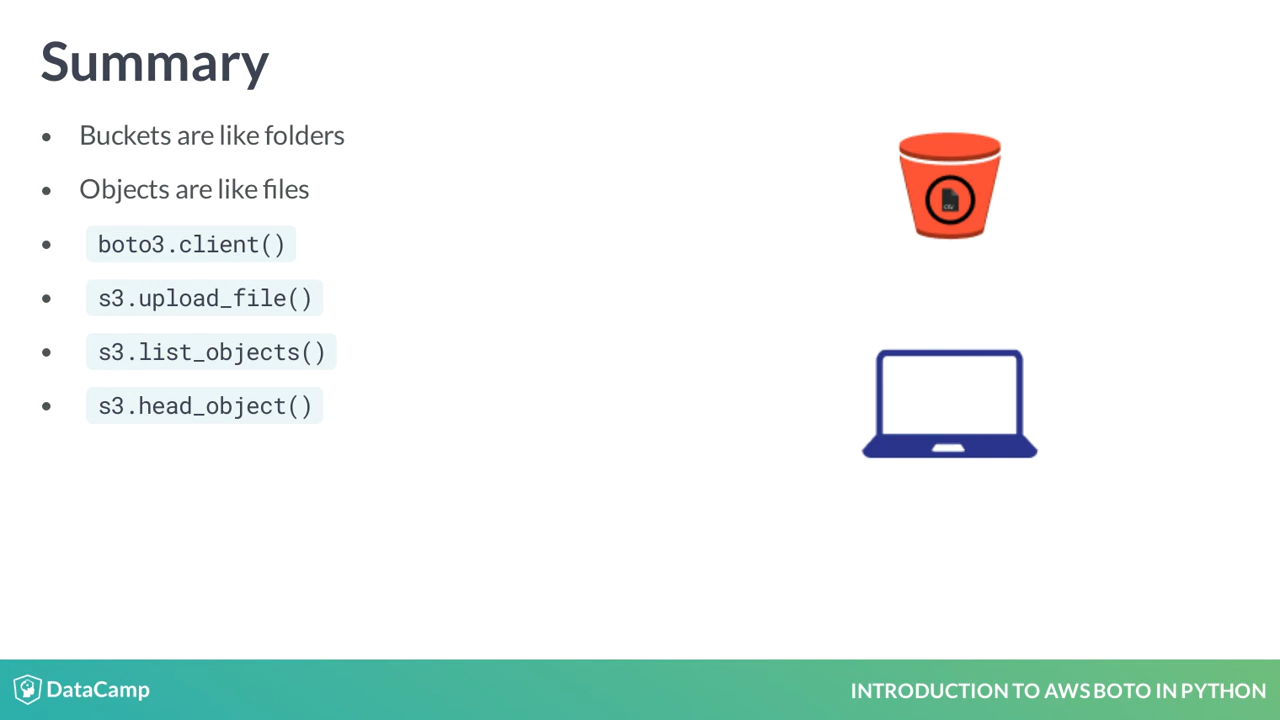 Summary
• Buckets are like folders
• Objects are like files
• boto3.client()
• s3.upload_file()
• s3.list_objects()
• s3.head_object()
CSV
DataCamp
INTRODUCTION TO AWS BOTO IN PYTHON